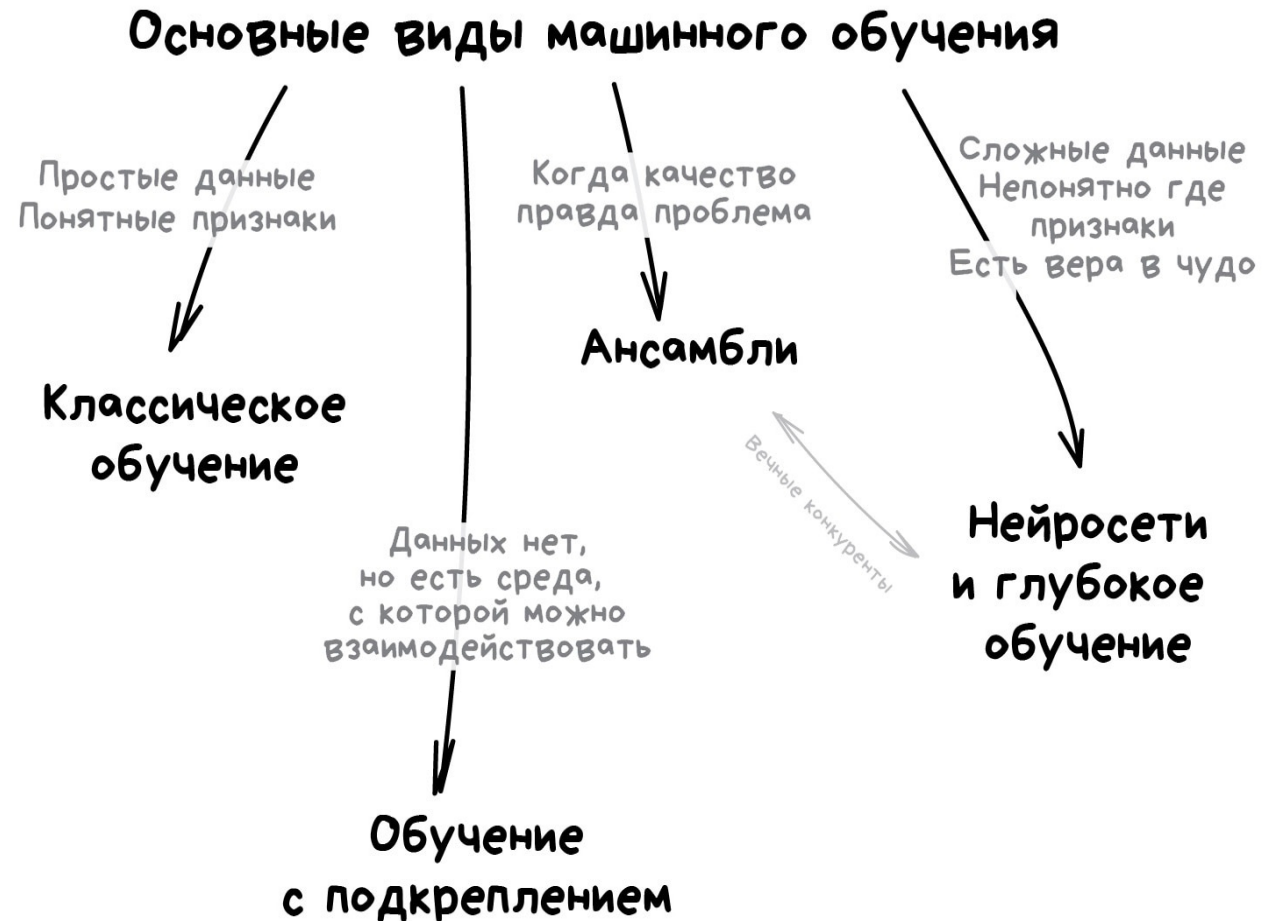 Основные виды машинного обучения
Простые данные
Понятные признаки
Классическое
обучение
Данных нет,
но есть среда,
с которой можно
взаимодействовать
Обучение
с подкреплением
Когда качество
правда проблема
Ансамбли
Вечные конкуренты
Сложные данные
Непонятно где
признаки
Есть вера в чудо
Нейросети
и глубокое
обучение